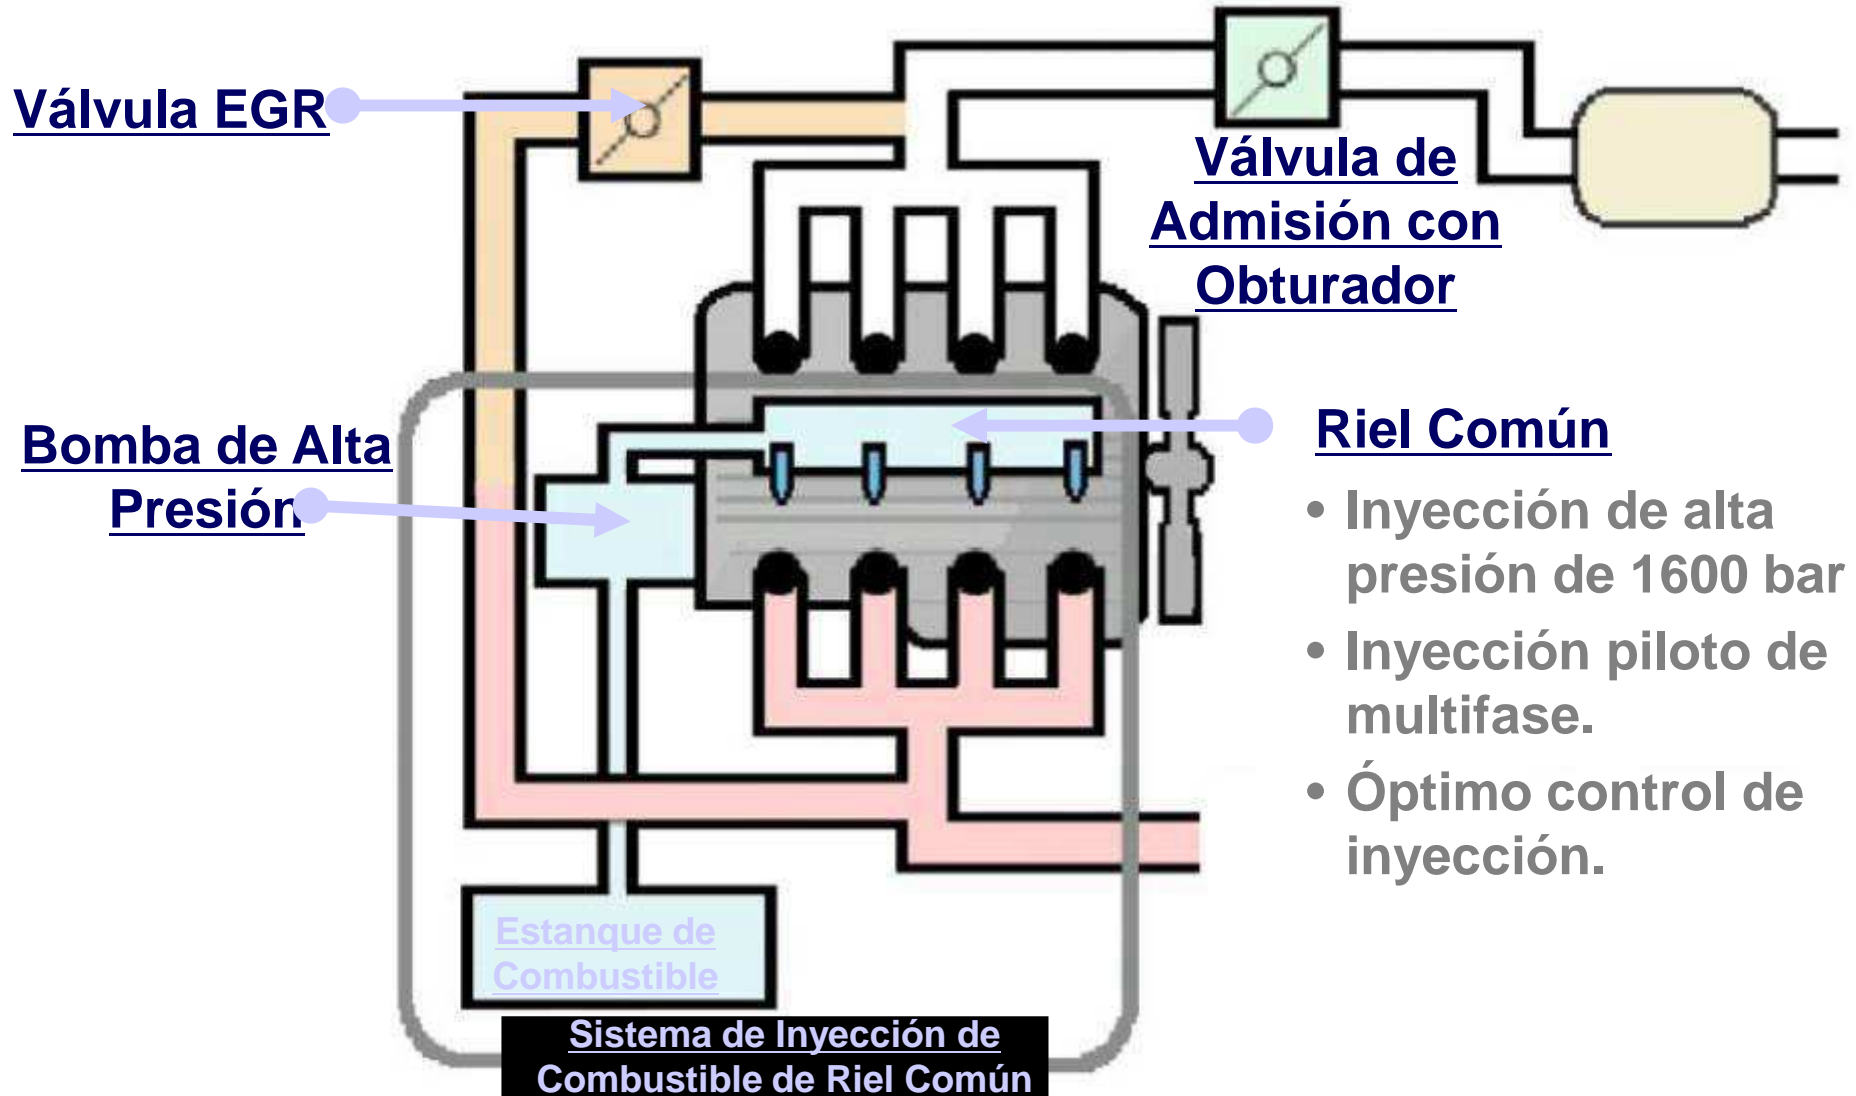 Válvula EGR
Válvula de
Admisión con
Obturador
Bomba de Alta
Presión
Riel Común
• Inyección de alta
presión de 1600 bar
• Inyección piloto de
multifase.
• Óptimo control de
inyección.
Estanque de
Combustible
Sistema de Inyección de
Combustible de Riel Común